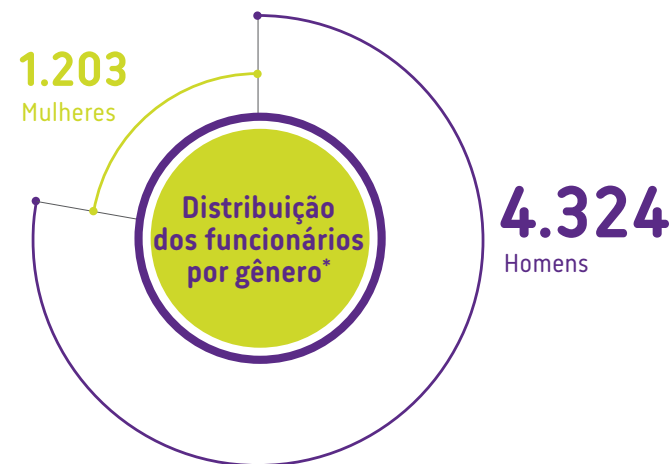 1.203
Mulheres
Distribuição
dos funcionários
por gênero*
4.324
Homens